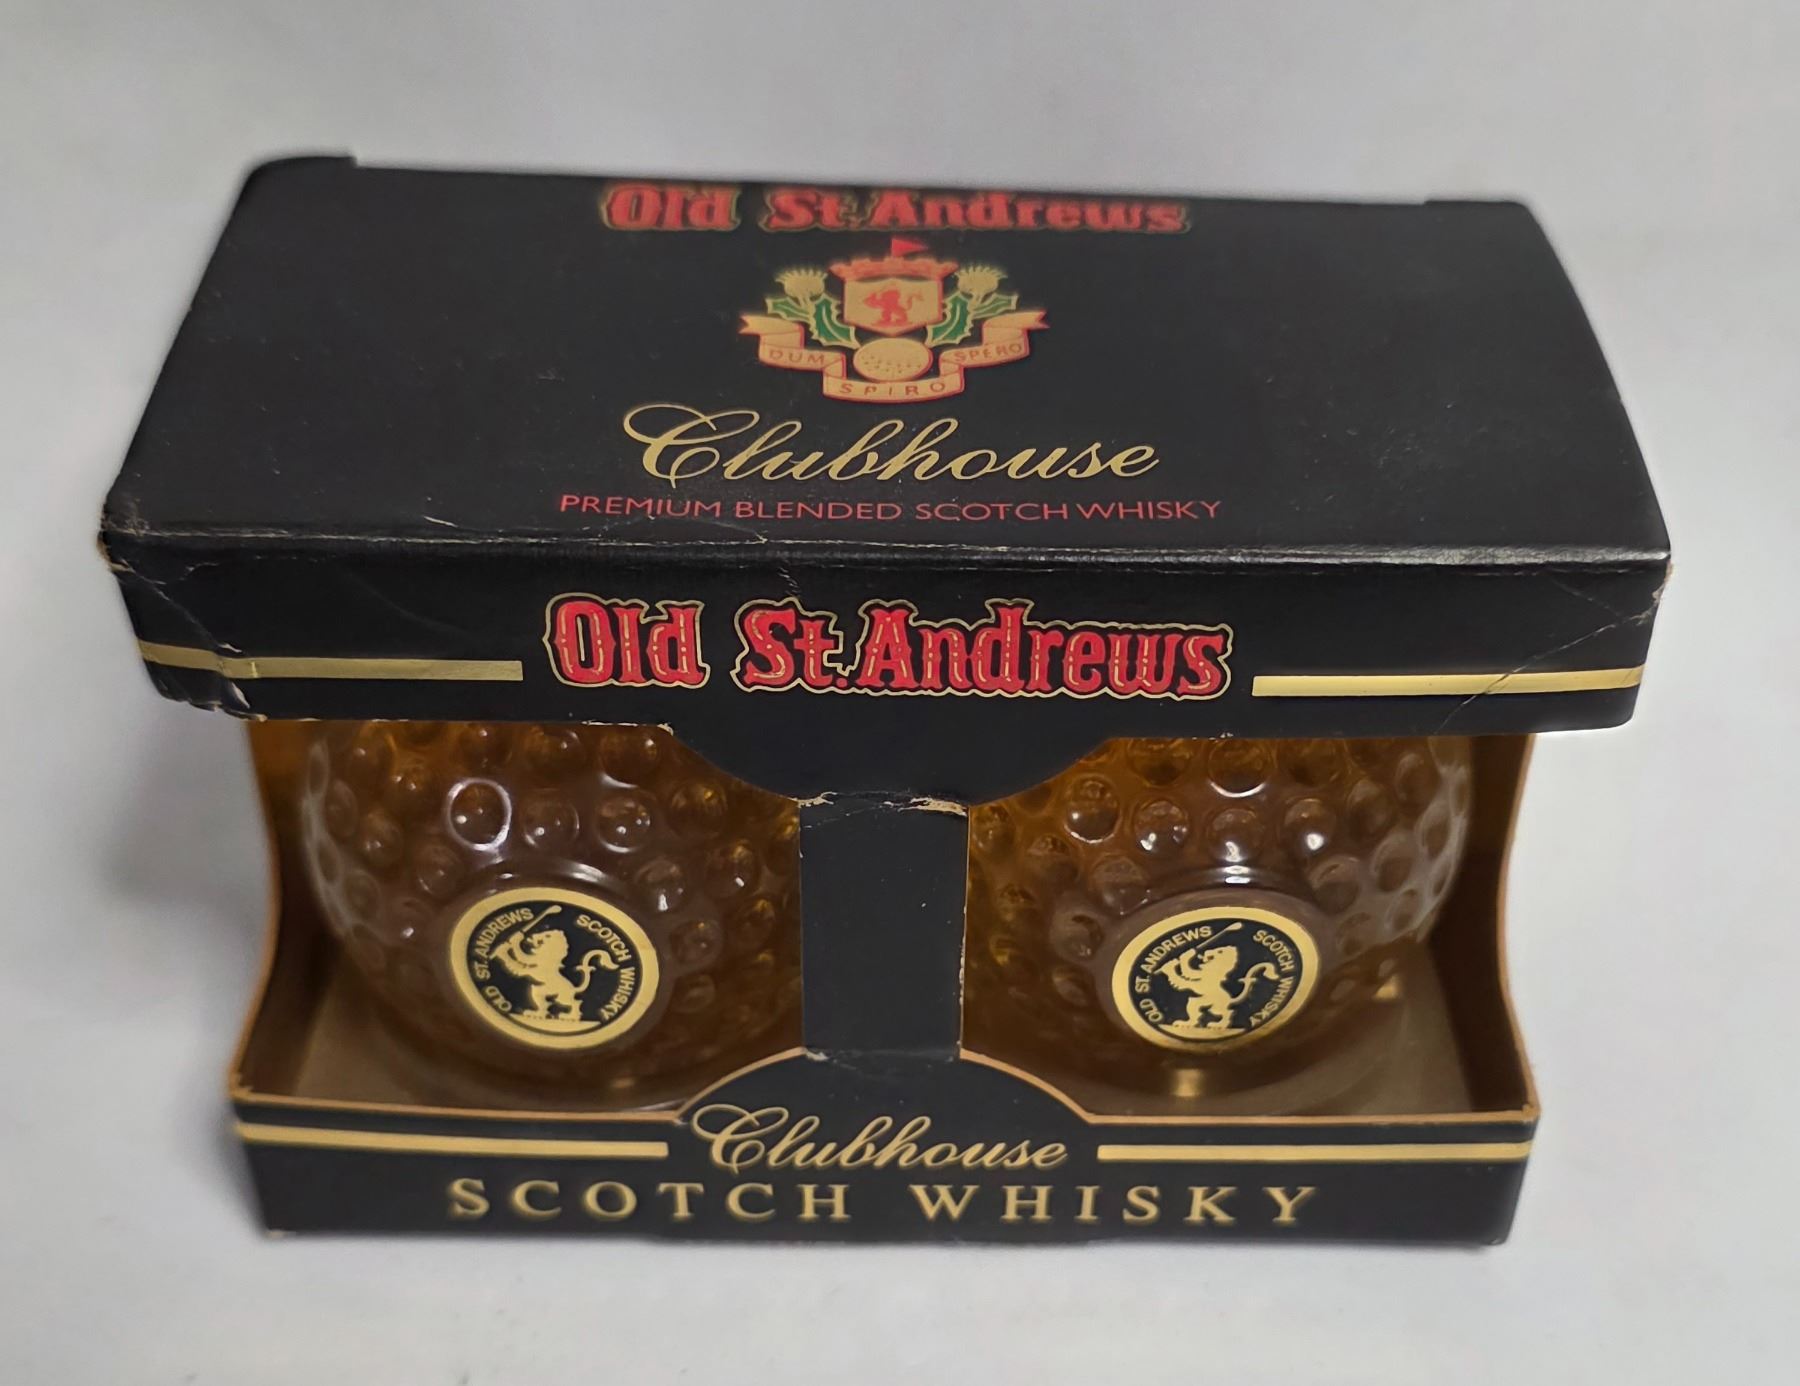 Old St. Andrews
DUM SPIRO SPERO
Clubhouse
PREMIUM BLENDED SCOTCH WHISKY
Old St. Andrews
OLD ST. ANDREWS SCOTCH WHISKY
OLD ST. ANDREWS SCOTCH WHISKY
Clubhouse
SCOTCH WHISKY